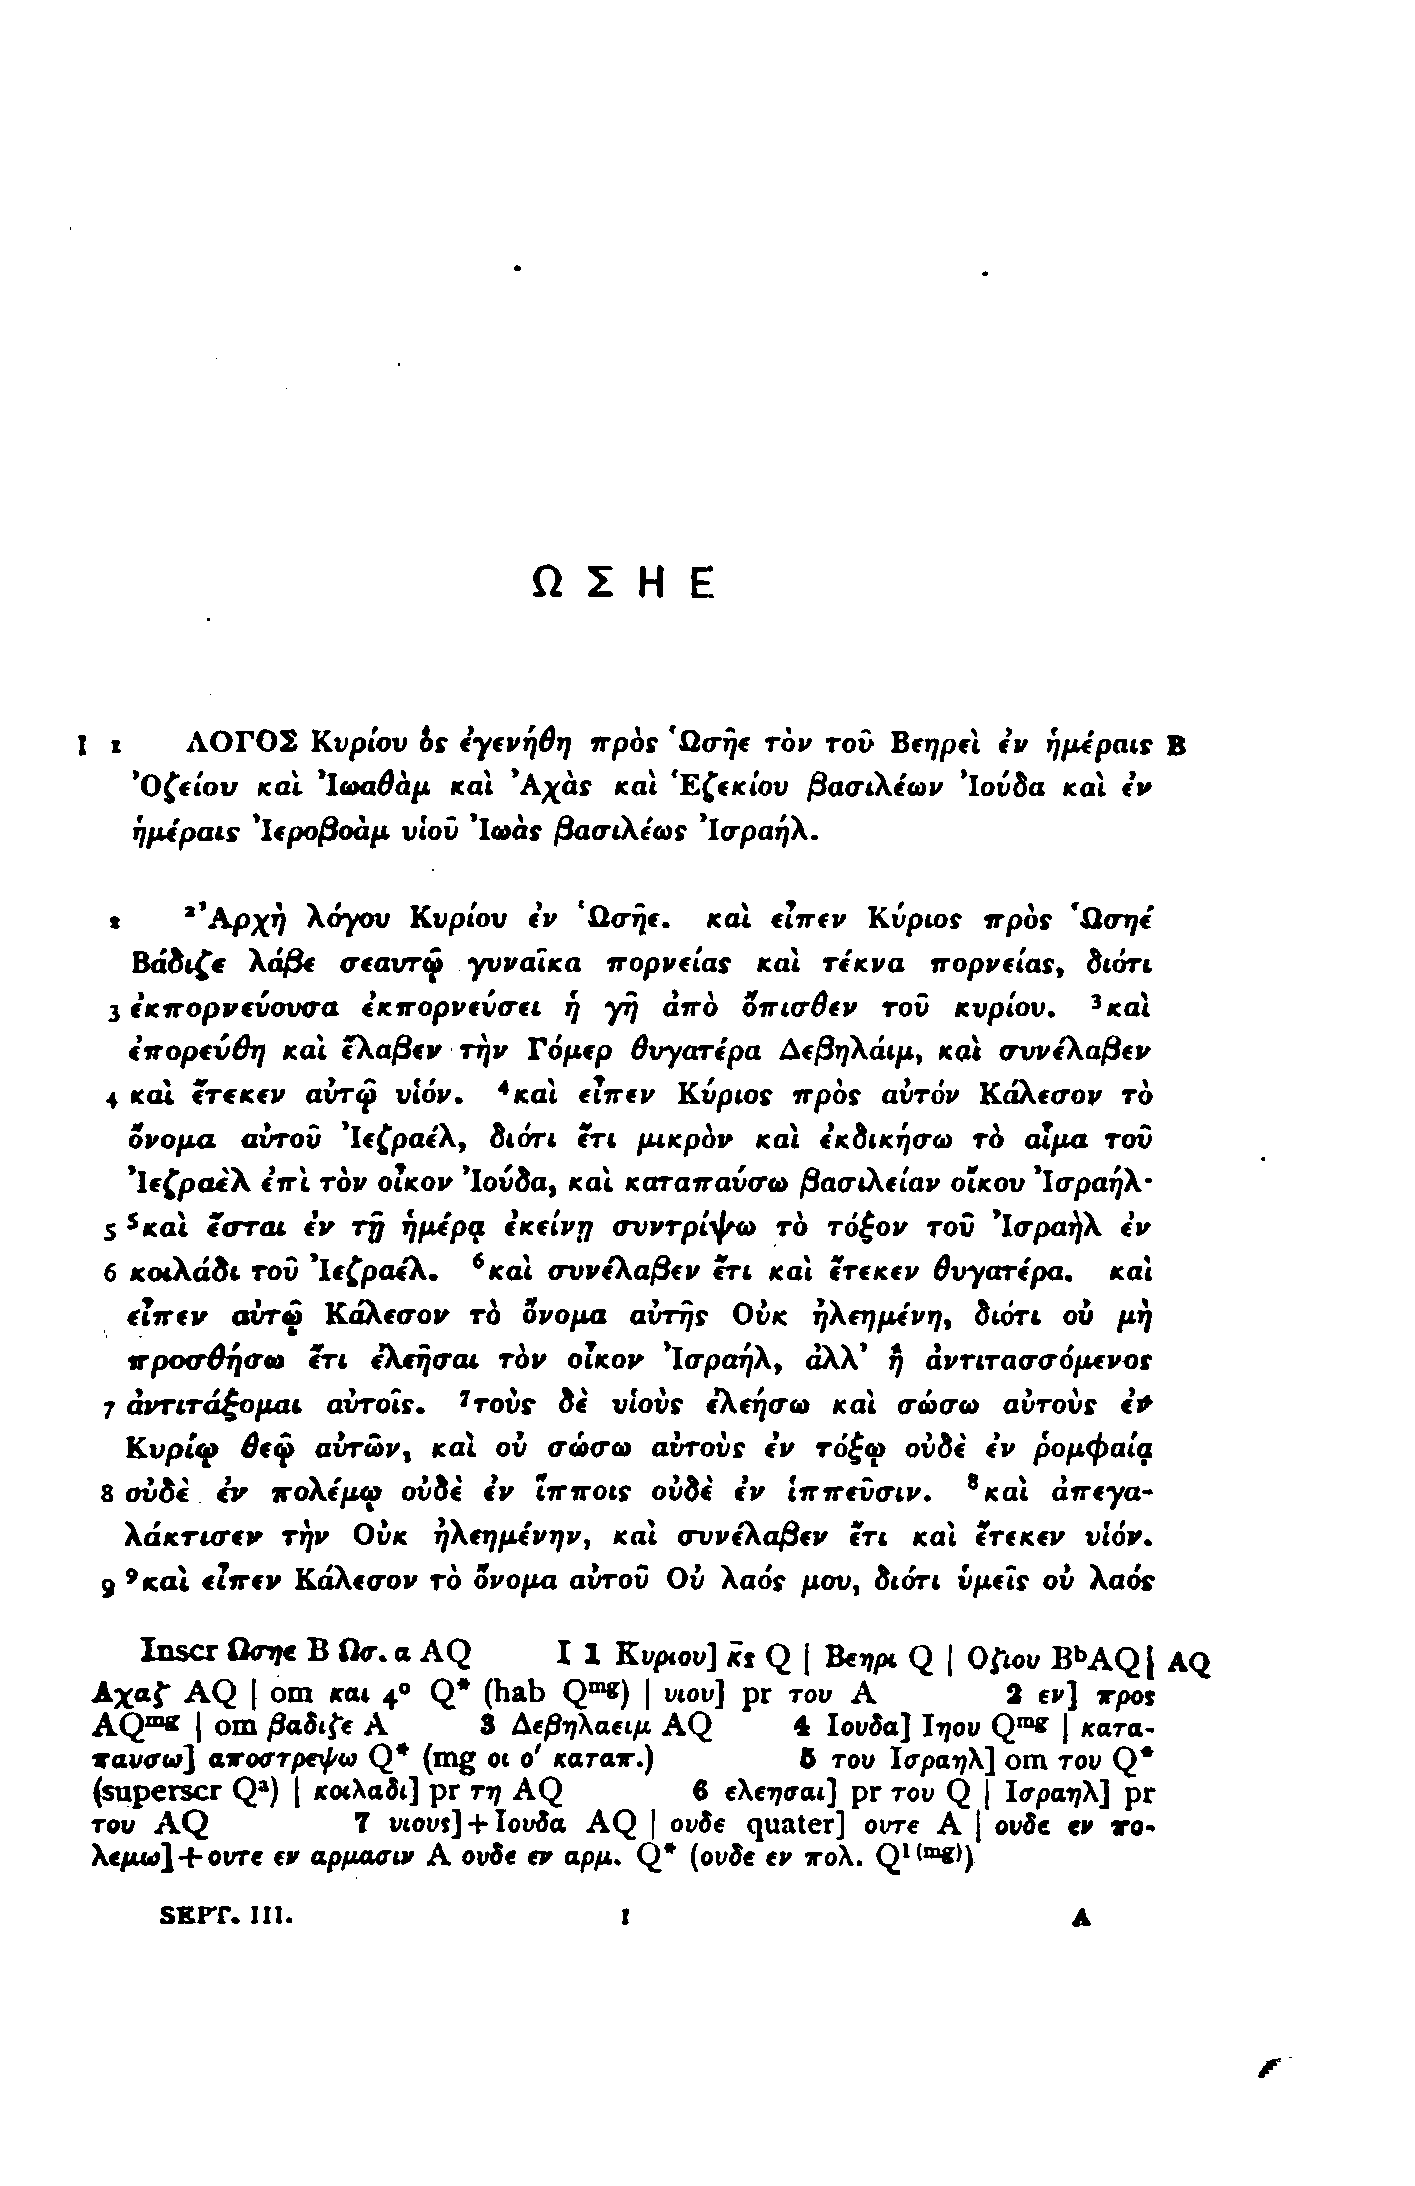 Ω Σ Η Ε
I 1 ΛΟΓΟΣ Κυρίου ὃς ἐγενήθη πρὸς Ὡσῆε τὸν τοῦ Βεηρεὶ ἐν ἡμέραις B
Ὀζείου καὶ Ἰωαθὰμ καὶ Ἀχὰς καὶ Ἑζεκίου βασιλέων Ἰούδα καὶ ἐν
ἡμέραις Ἰεροβοὰμ υἱοῦ Ἰωὰς βασιλέως Ἰσραήλ.
2 ²Ἀρχὴ λόγου Κυρίου ἐν Ὡσῆε. καὶ εἶπεν Κύριος πρὸς Ὡσηέ
Βάδιζε λάβε σεαυτῷ γυναῖκα πορνείας καὶ τέκνα πορνείας, διότι
3 ἐκπορνεύουσα ἐκπορνεύσει ἡ γῆ ἀπὸ ὄπισθεν τοῦ κυρίου. ³καὶ
ἐπορεύθη καὶ ἔλαβεν τὴν Γόμερ θυγατέρα Δεβηλάιμ, καὶ συνέλαβεν
4 καὶ ἔτεκεν αὐτῷ υἱόν. ⁴καὶ εἶπεν Κύριος πρὸς αὐτόν Κάλεσον τὸ
ὄνομα αὐτοῦ Ἰεζραέλ, διότι ἔτι μικρὸν καὶ ἐκδικήσω τὸ αἷμα τοῦ
Ἰεζραὲλ ἐπὶ τὸν οἶκον Ἰούδα, καὶ καταπαύσω βασιλείαν οἴκου Ἰσραήλ·
5 ⁵καὶ ἔσται ἐν τῇ ἡμέρᾳ ἐκείνῃ συντρίψω τὸ τόξον τοῦ Ἰσραὴλ ἐν
6 κοιλάδι τοῦ Ἰεζραέλ. ⁶καὶ συνέλαβεν ἔτι καὶ ἔτεκεν θυγατέρα. καὶ
εἶπεν αὐτῷ Κάλεσον τὸ ὄνομα αὐτῆς Οὐκ ἠλεημένη, διότι οὐ μὴ
προσθήσω ἔτι ἐλεῆσαι τὸν οἶκον Ἰσραήλ, ἀλλ’ ἢ ἀντιτασσόμενος
7 ἀντιτάξομαι αὐτοῖς. ⁷τοὺς δὲ υἱοὺς ἐλεήσω καὶ σώσω αὐτοὺς ἐν
Κυρίῳ θεῷ αὐτῶν, καὶ οὐ σώσω αὐτοὺς ἐν τόξῳ οὐδὲ ἐν ῥομφαίᾳ
8 οὐδὲ ἐν πολέμῳ οὐδὲ ἐν ἵπποις οὐδὲ ἐν ἱππεῦσιν. ⁸καὶ ἀπεγα-
λάκτισεν τὴν Οὐκ ἠλεημένην, καὶ συνέλαβεν ἔτι καὶ ἔτεκεν υἱόν.
9 ⁹καὶ εἶπεν Κάλεσον τὸ ὄνομα αὐτοῦ Οὐ λαός μου, διότι ὑμεῖς οὐ λαός
Inscr Ωσηε B Ωσ. α AQ I 1 Κυριου] κ̅ς̅ Q | Βεηρι Q | Οζιου BᵇAQ | AQ
Αχαζ AQ | om και 4° Q* (hab Qᵐᵍ) | υιου] pr του A 2 εν] προς
AQᵐᵍ | om βαδιζε A 3 Δεβηλαειμ AQ 4 Ιουδα] Ιηου Qᵐᵍ | κατα-
παυσω] αποστρεψω Q* (mg οι ο′ καταπ.) 5 του Ισραηλ] om του Q*
(superscr Qᵃ) | κοιλαδι] pr τη AQ 6 ελεησαι] pr του Q | Ισραηλ] pr
του AQ 7 υιους]+Ιουδα AQ | ουδε quater] ουτε A | ουδε εν πο-
λεμω]+ουτε εν αρμασιν A ουδε εν αρμ. Q* (ουδε εν πολ. Q¹⁽ᵐᵍ⁾)
SEPT. III. 1 A